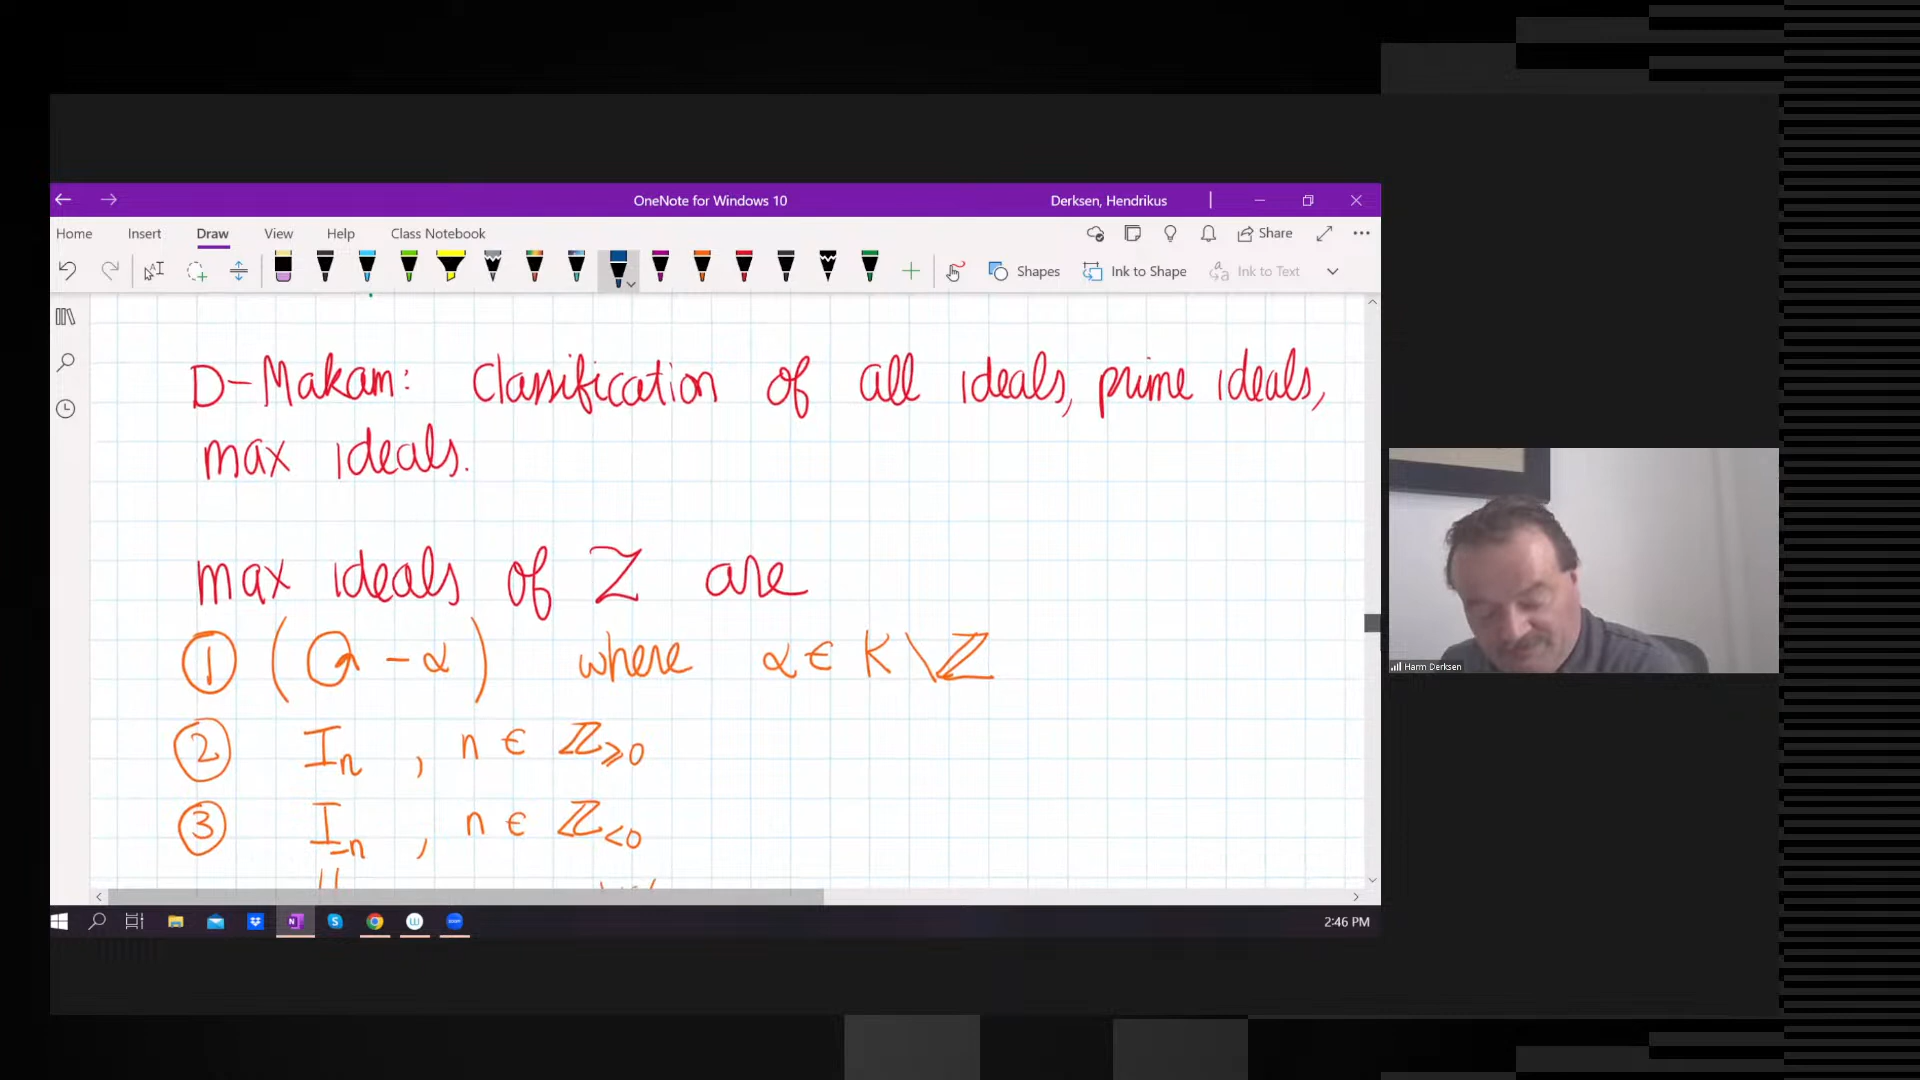 OneNote for Windows 10
Derksen, Hendrikus
Home Insert Draw View Help Class Notebook
Share
Shapes Ink to Shape Ink to Text
D-Makam: Classification of all ideals, prime ideals,
max ideals.
max ideals of Z are
① ( - α ) where α ∈ K \ ℤ
② Iₙ , n ∈ ℤ≥0
③ I₋ₙ , n ∈ ℤ<0
Harm Derksen
2:46 PM